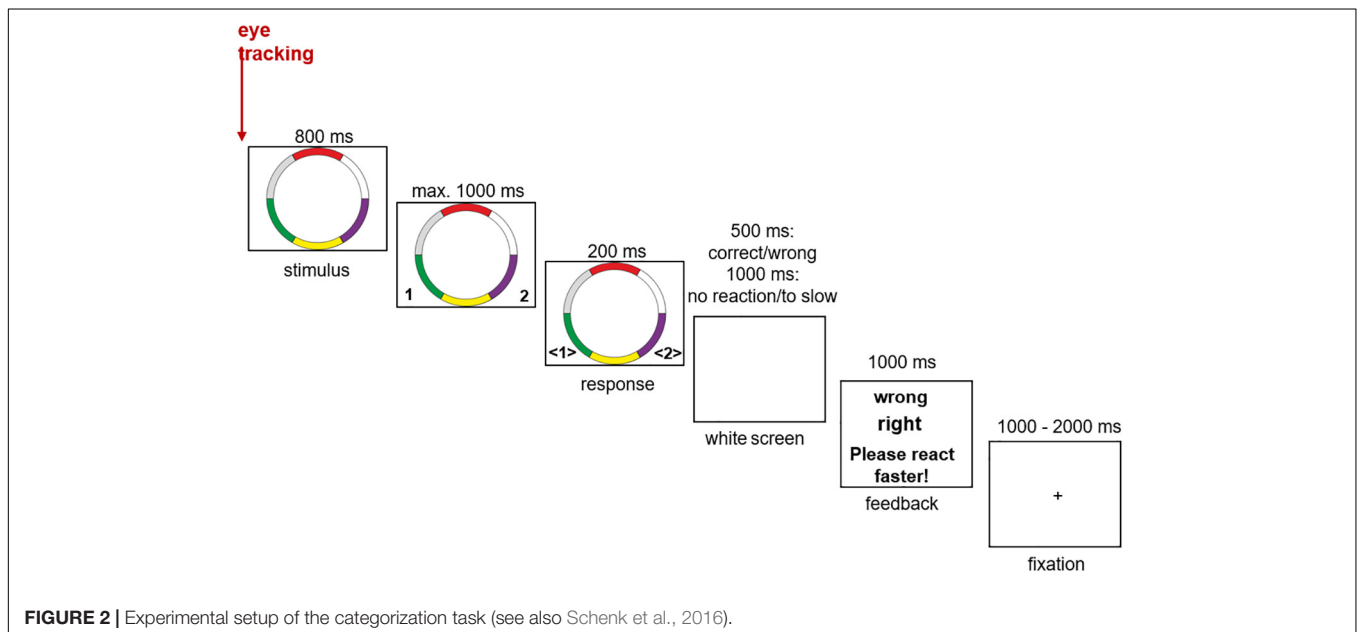 eye
tracking
800 ms
stimulus
max. 1000 ms
1 2
200 ms
<1> <2>
response
500 ms:
correct/wrong
1000 ms:
no reaction/to slow
white screen
1000 ms
wrong
right
Please react
faster!
feedback
1000 - 2000 ms
+
fixation
FIGURE 2 | Experimental setup of the categorization task (see also Schenk et al., 2016).